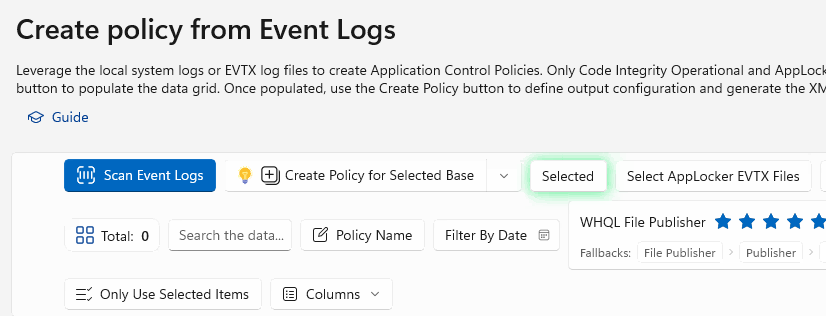 Create policy from Event Logs
Leverage the local system logs or EVTX log files to create Application Control Policies. Only Code Integrity Operational and AppLock
button to populate the data grid. Once populated, use the Create Policy button to define output configuration and generate the XM
Guide
Scan Event Logs
Create Policy for Selected Base
Selected
Select AppLocker EVTX Files
Total: 0
Search the data...
Policy Name
Filter By Date
WHQL File Publisher
Fallbacks: File Publisher > Publisher >
Only Use Selected Items
Columns